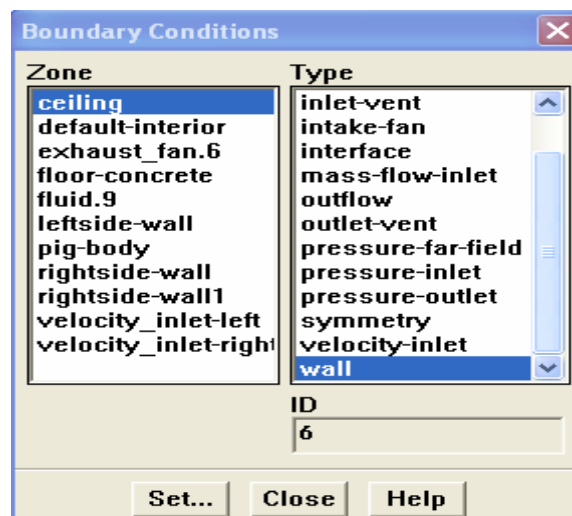 Boundary Conditions
Zone
ceiling
default-interior
exhaust_fan.6
floor-concrete
fluid.9
leftside-wall
pig-body
rightside-wall
rightside-wall1
velocity_inlet-left
velocity_inlet-right
Type
inlet-vent
intake-fan
interface
mass-flow-inlet
outflow
outlet-vent
pressure-far-field
pressure-inlet
pressure-outlet
symmetry
velocity-inlet
wall
ID
6
Set... Close Help